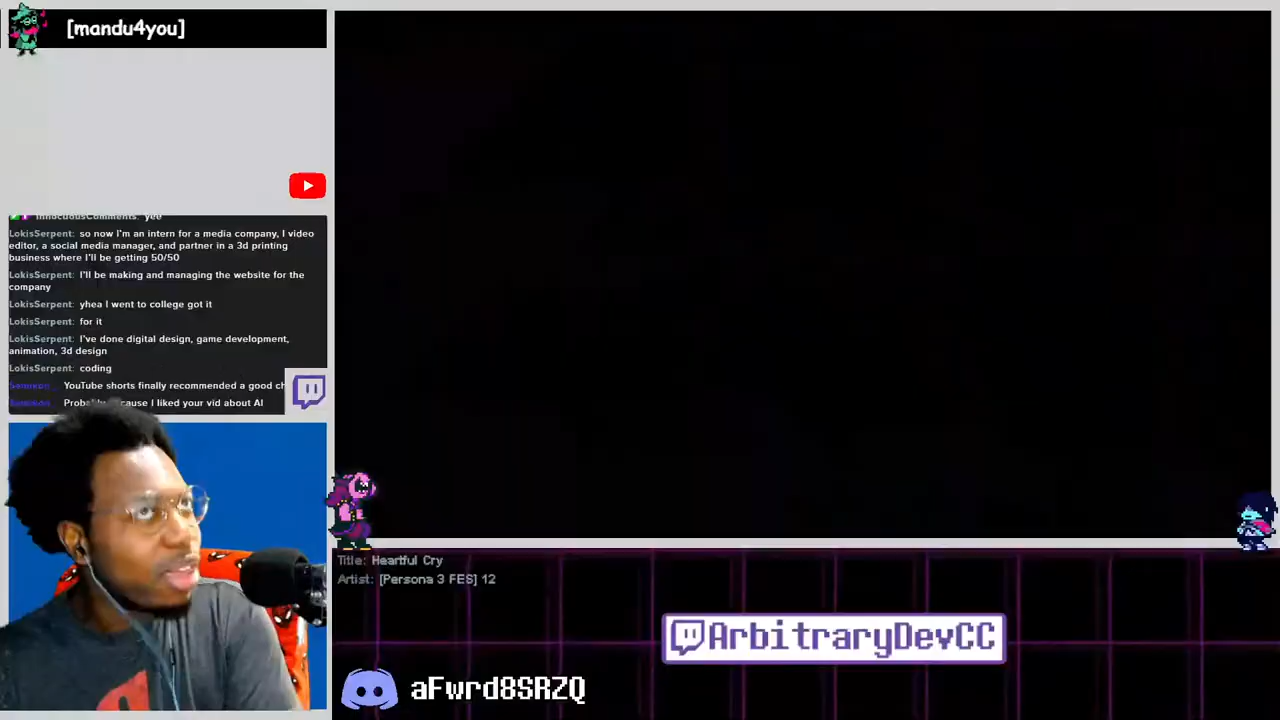 [mandu4you]
InnocuousComments: yee
LokisSerpent: so now I'm an intern for a media company, I video
editor, a social media manager, and partner in a 3d printing
business where I'll be getting 50/50
LokisSerpent: I'll be making and managing the website for the
company
LokisSerpent: yhea I went to college got it
LokisSerpent: for it
LokisSerpent: I've done digital design, game development,
animation, 3d design
LokisSerpent: coding
YouTube shorts finally recommended a good
I liked your vid about AI
Title: Heartful Cry
Artist: [Persona 3 FES] 12
ArbitraryDevCC
aFwrd8SRZQ